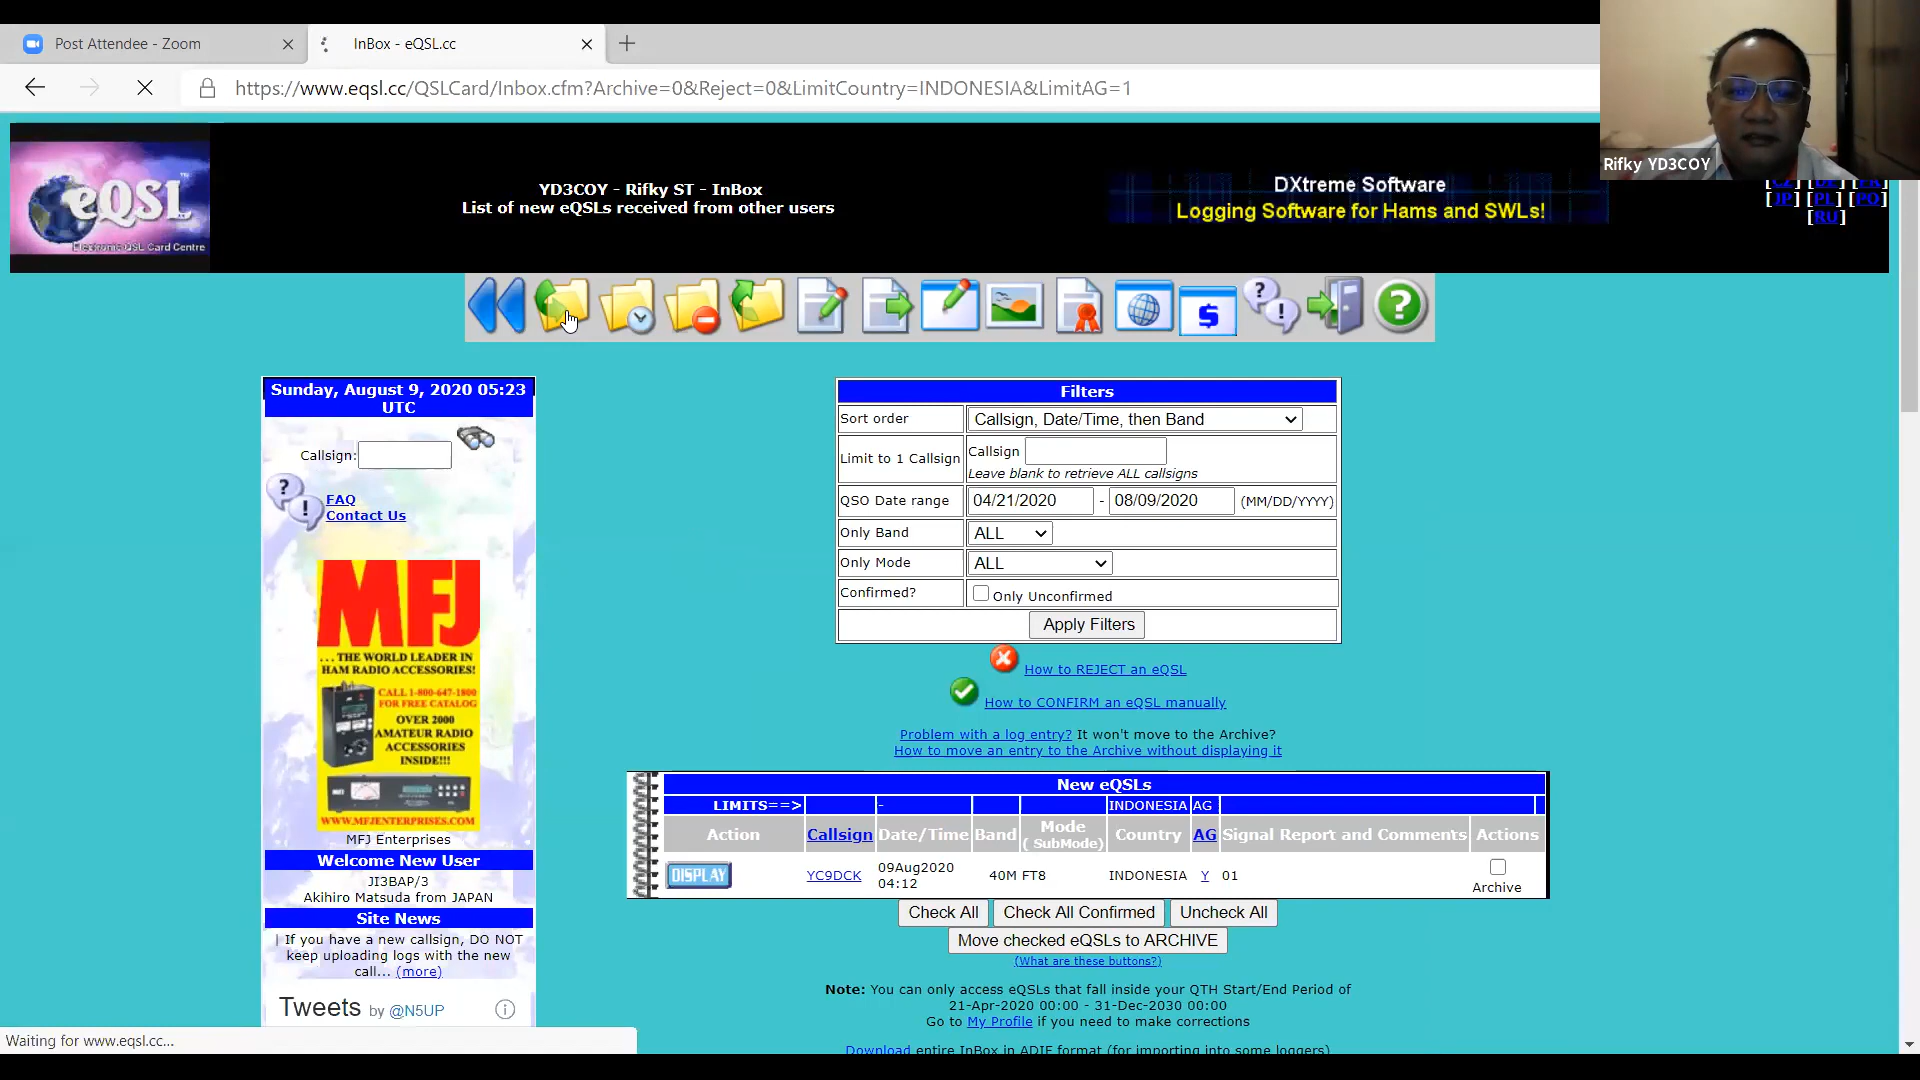 Post Attendee - Zoom
InBox - eQSL.cc
https://www.eqsl.cc/QSLCard/Inbox.cfm?Archive=0&Reject=0&LimitCountry=INDONESIA&LimitAG=1
Rifky YD3COY
eQSL
Electronic QSL Card Centre
YD3COY - Rifky ST - InBox
List of new eQSLs received from other users
DXtreme Software
Logging Software for Hams and SWLs!
[JP] [PL] [PO]
[RU]
Sunday, August 9, 2020 05:23
UTC
Callsign:
FAQ
Contact Us
MFJ
...THE WORLD LEADER IN
HAM RADIO ACCESSORIES!
CALL 1-800-647-1800
FOR FREE CATALOG
OVER 2000
AMATEUR RADIO
ACCESSORIES
INSIDE!!!
WWW.MFJENTERPRISES.COM
MFJ Enterprises
Welcome New User
JI3BAP/3
Akihiro Matsuda from JAPAN
Site News
| If you have a new callsign, DO NOT
keep uploading logs with the new
call... (more)
Tweets by @N5UP
Filters
Sort order Callsign, Date/Time, then Band
Limit to 1 Callsign Callsign
Leave blank to retrieve ALL callsigns
QSO Date range 04/21/2020 - 08/09/2020 (MM/DD/YYYY)
Only Band ALL
Only Mode ALL
Confirmed? Only Unconfirmed
Apply Filters
How to REJECT an eQSL
How to CONFIRM an eQSL manually
Problem with a log entry? It won't move to the Archive?
How to move an entry to the Archive without displaying it
New eQSLs
LIMITS==> - INDONESIA AG
Action Callsign Date/Time Band Mode ( SubMode) Country AG Signal Report and Comments Actions
DISPLAY YC9DCK 09Aug2020 04:12 40M FT8 INDONESIA Y 01 Archive
Check All Check All Confirmed Uncheck All
Move checked eQSLs to ARCHIVE
(What are these buttons?)
Note: You can only access eQSLs that fall inside your QTH Start/End Period of
21-Apr-2020 00:00 - 31-Dec-2030 00:00
Go to My Profile if you need to make corrections
Download entire InBox in ADIF format (for importing into some loggers)
Waiting for www.eqsl.cc...